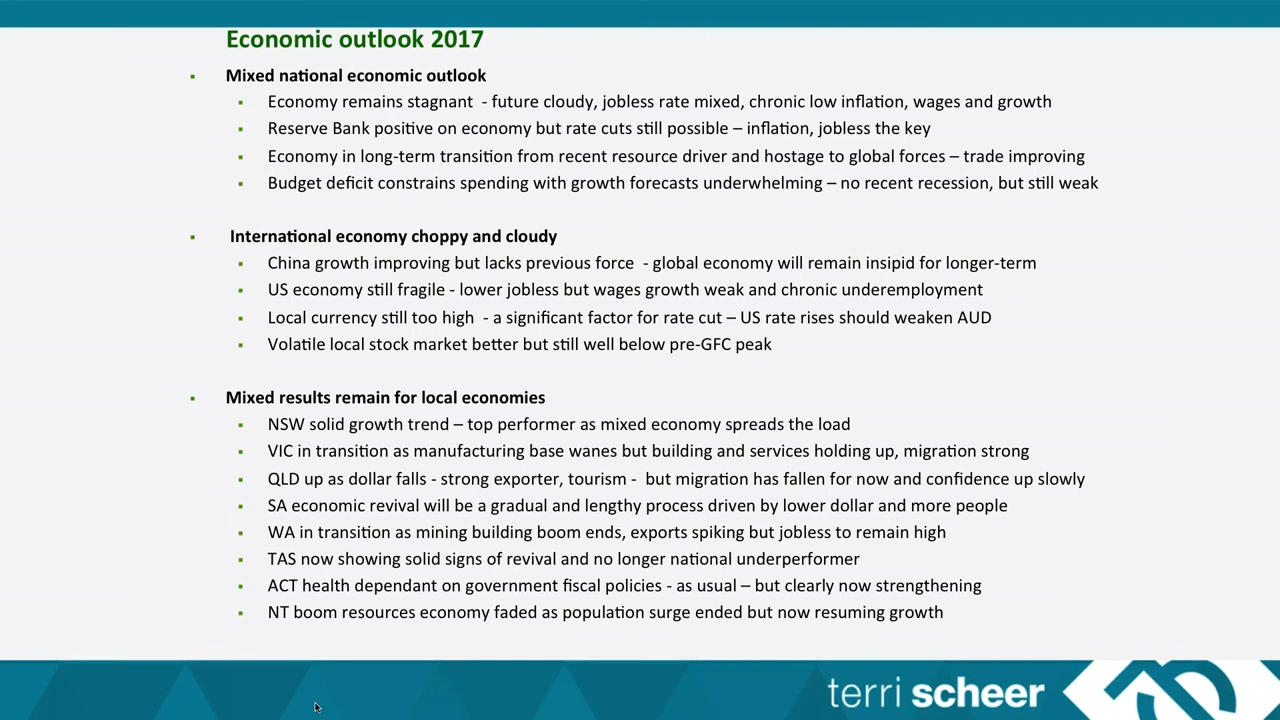 Economic outlook 2017
Mixed national economic outlook
Economy remains stagnant - future cloudy, jobless rate mixed, chronic low inflation, wages and growth
Reserve Bank positive on economy but rate cuts still possible – inflation, jobless the key
Economy in long-term transition from recent resource driver and hostage to global forces – trade improving
Budget deficit constrains spending with growth forecasts underwhelming – no recent recession, but still weak
International economy choppy and cloudy
China growth improving but lacks previous force - global economy will remain insipid for longer-term
US economy still fragile - lower jobless but wages growth weak and chronic underemployment
Local currency still too high - a significant factor for rate cut – US rate rises should weaken AUD
Volatile local stock market better but still well below pre-GFC peak
Mixed results remain for local economies
NSW solid growth trend – top performer as mixed economy spreads the load
VIC in transition as manufacturing base wanes but building and services holding up, migration strong
QLD up as dollar falls - strong exporter, tourism - but migration has fallen for now and confidence up slowly
SA economic revival will be a gradual and lengthy process driven by lower dollar and more people
WA in transition as mining building boom ends, exports spiking but jobless to remain high
TAS now showing solid signs of revival and no longer national underperformer
ACT health dependant on government fiscal policies - as usual – but clearly now strengthening
NT boom resources economy faded as population surge ended but now resuming growth
terri scheer